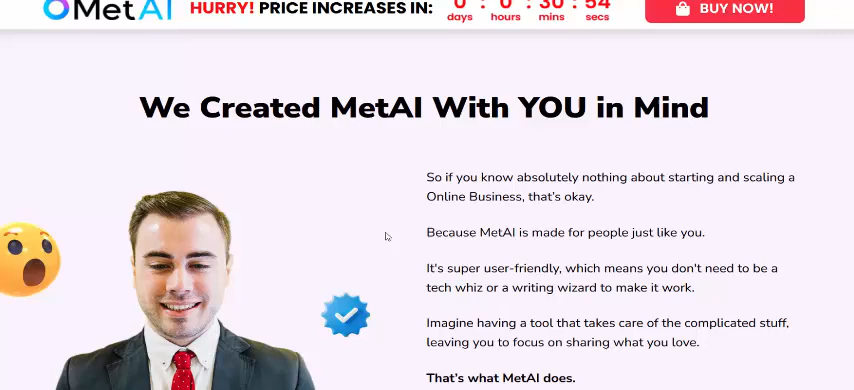 MetAI HURRY! PRICE INCREASES IN: 0 : 0 : 30 : 54 BUY NOW!
days hours mins secs
We Created MetAI With YOU in Mind
So if you know absolutely nothing about starting and scaling a
Online Business, that's okay.
Because MetAI is made for people just like you.
It's super user-friendly, which means you don't need to be a
tech whiz or a writing wizard to make it work.
Imagine having a tool that takes care of the complicated stuff,
leaving you to focus on sharing what you love.
That's what MetAI does.